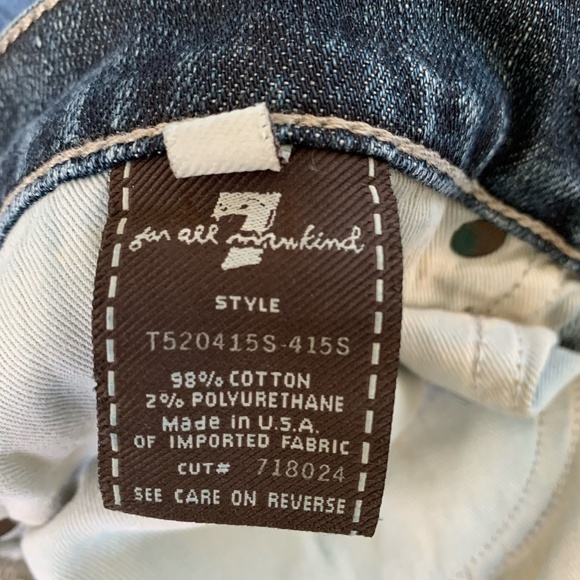 7
for all mankind
STYLE
T520415S-415S
98% COTTON
2% POLYURETHANE
Made in U.S.A.
OF IMPORTED FABRIC
CUT# 718024
SEE CARE ON REVERSE